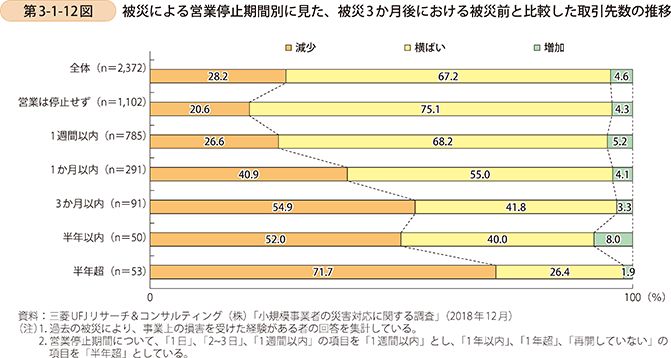 第3-1-12図 被災による営業停止期間別に見た、被災3か月後における被災前と比較した取引先数の推移
減少 横ばい 増加
全体（n＝2,372） 28.2 67.2 4.6
営業は停止せず（n＝1,102） 20.6 75.1 4.3
1週間以内（n＝785） 26.6 68.2 5.2
1か月以内（n＝291） 40.9 55.0 4.1
3か月以内（n＝91） 54.9 41.8 3.3
半年以内（n＝50） 52.0 40.0 8.0
半年超（n＝53） 71.7 26.4 1.9
0 100（%）
資料：三菱UFJリサーチ＆コンサルティング（株）「小規模事業者の災害対応に関する調査」（2018年12月）
（注）1. 過去の被災により、事業上の損害を受けた経験がある者の回答を集計している。
2. 営業停止期間について、「1日」、「2~3日」、「1週間以内」の項目を「1週間以内」とし、「1年以内」、「1年超」、「再開していない」の
項目を「半年超」としている。